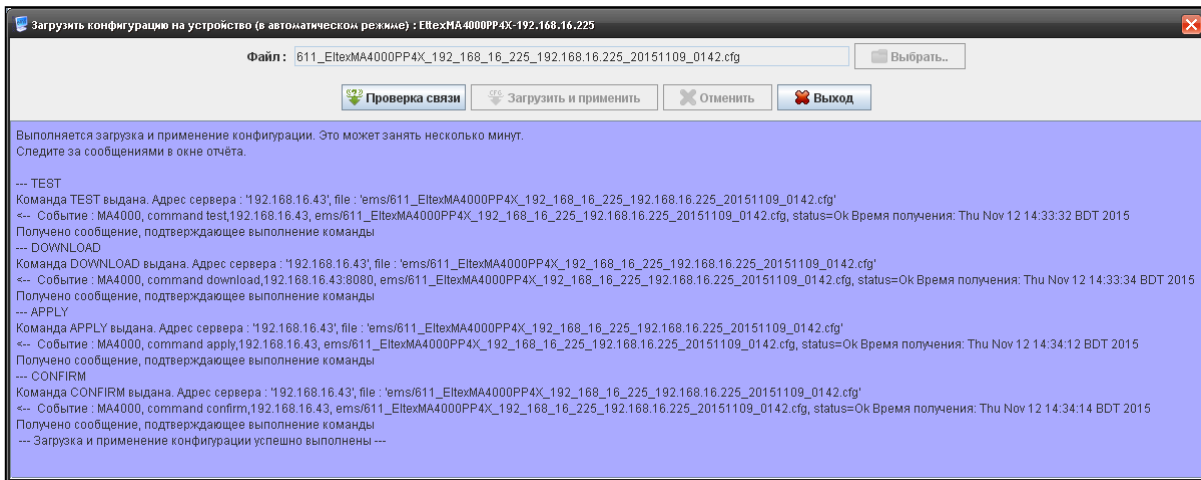 Загрузить конфигурацию на устройство (в автоматическом режиме) : EltexMA4000PP4X-192.168.16.225
Файл : 611_EltexMA4000PP4X_192_168_16_225_192.168.16.225_20151109_0142.cfg Выбрать..
Проверка связи Загрузить и применить Отменить Выход
Выполняется загрузка и применение конфигурации. Это может занять несколько минут.
Следите за сообщениями в окне отчёта.
--- TEST
Команда TEST выдана. Адрес сервера : '192.168.16.43', file : 'ems/611_EltexMA4000PP4X_192_168_16_225_192.168.16.225_20151109_0142.cfg'
<-- Событие : MA4000, command test,192.168.16.43, ems/611_EltexMA4000PP4X_192_168_16_225_192.168.16.225_20151109_0142.cfg, status=Ok Время получения: Thu Nov 12 14:33:32 BDT 2015
Получено сообщение, подтверждающее выполнение команды
--- DOWNLOAD
Команда DOWNLOAD выдана. Адрес сервера : '192.168.16.43', file : 'ems/611_EltexMA4000PP4X_192_168_16_225_192.168.16.225_20151109_0142.cfg'
<-- Событие : MA4000, command download,192.168.16.43:8080, ems/611_EltexMA4000PP4X_192_168_16_225_192.168.16.225_20151109_0142.cfg, status=Ok Время получения: Thu Nov 12 14:33:34 BDT 2015
Получено сообщение, подтверждающее выполнение команды
--- APPLY
Команда APPLY выдана. Адрес сервера : '192.168.16.43', file : 'ems/611_EltexMA4000PP4X_192_168_16_225_192.168.16.225_20151109_0142.cfg'
<-- Событие : MA4000, command apply,192.168.16.43, ems/611_EltexMA4000PP4X_192_168_16_225_192.168.16.225_20151109_0142.cfg, status=Ok Время получения: Thu Nov 12 14:34:12 BDT 2015
Получено сообщение, подтверждающее выполнение команды
--- CONFIRM
Команда CONFIRM выдана. Адрес сервера : '192.168.16.43', file : 'ems/611_EltexMA4000PP4X_192_168_16_225_192.168.16.225_20151109_0142.cfg'
<-- Событие : MA4000, command confirm,192.168.16.43, ems/611_EltexMA4000PP4X_192_168_16_225_192.168.16.225_20151109_0142.cfg, status=Ok Время получения: Thu Nov 12 14:34:14 BDT 2015
Получено сообщение, подтверждающее выполнение команды
--- Загрузка и применение конфигурации успешно выполнены ---